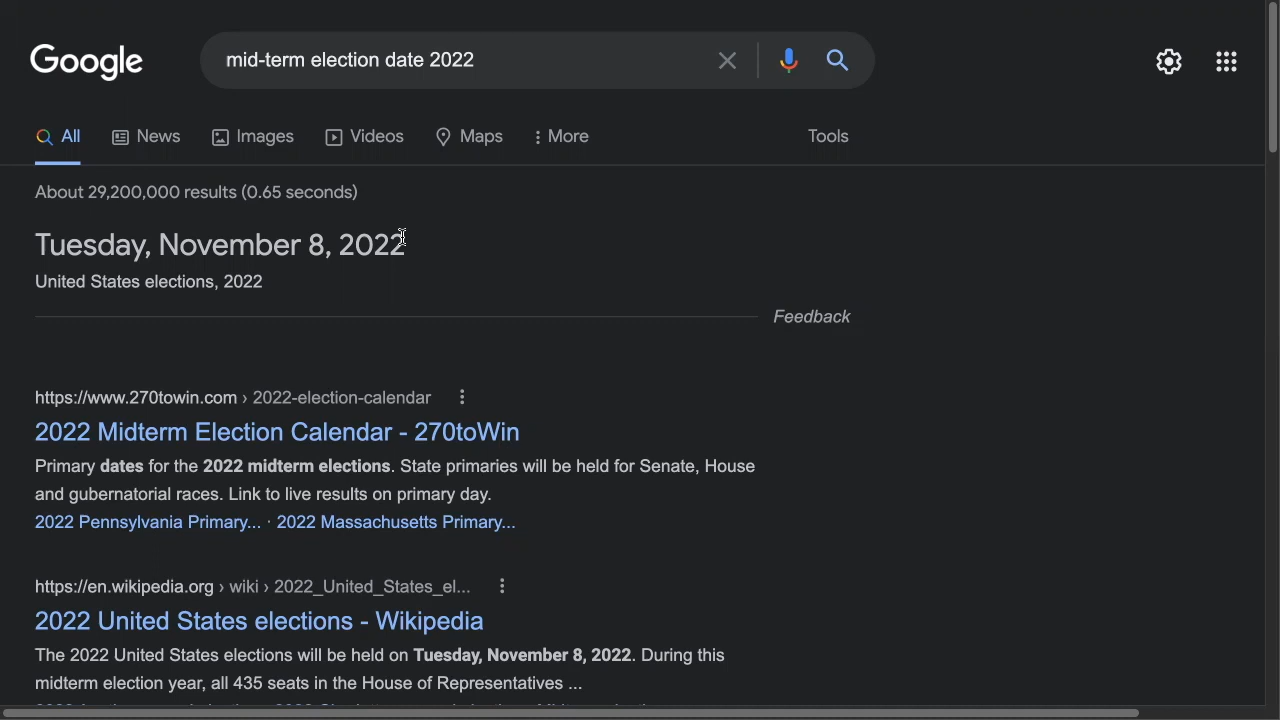 Google
mid-term election date 2022
All News Images Videos Maps More Tools
About 29,200,000 results (0.65 seconds)
Tuesday, November 8, 2022
United States elections, 2022
Feedback
https://www.270towin.com › 2022-election-calendar
2022 Midterm Election Calendar - 270toWin
Primary dates for the 2022 midterm elections. State primaries will be held for Senate, House
and gubernatorial races. Link to live results on primary day.
2022 Pennsylvania Primary... · 2022 Massachusetts Primary...
https://en.wikipedia.org › wiki › 2022_United_States_el...
2022 United States elections - Wikipedia
The 2022 United States elections will be held on Tuesday, November 8, 2022. During this
midterm election year, all 435 seats in the House of Representatives ...